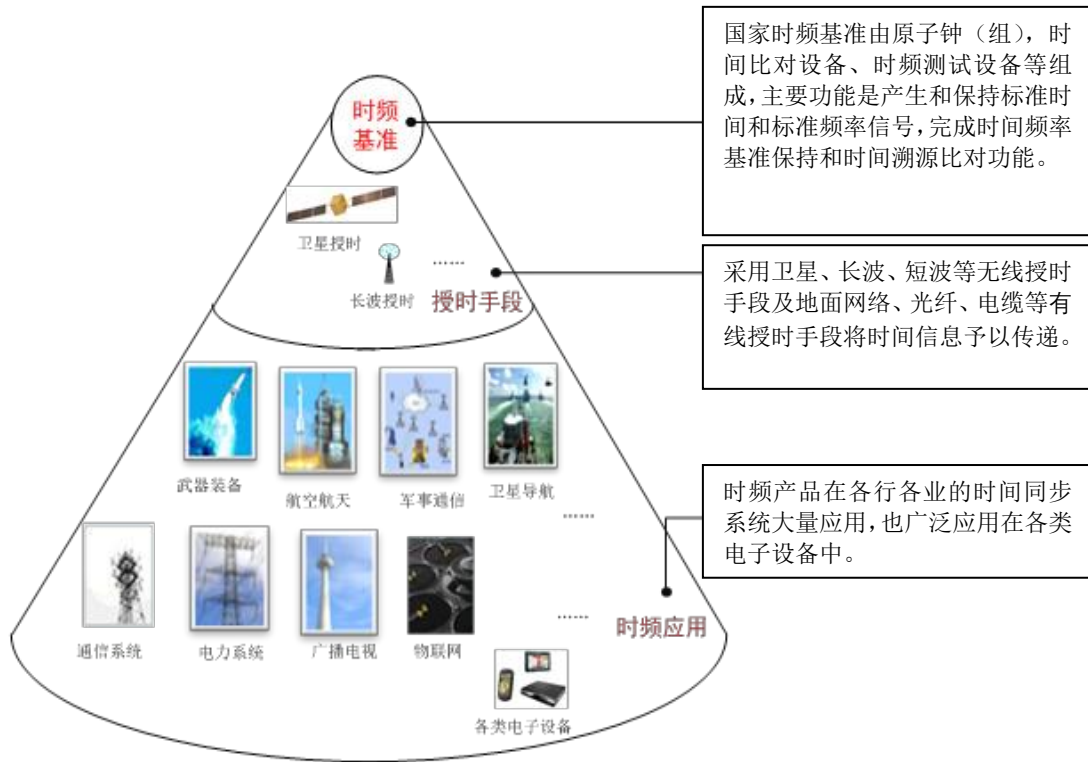 国家时频基准由原子钟（组），时
间比对设备、时频测试设备等组
成，主要功能是产生和保持标准时
间和标准频率信号，完成时间频率
基准保持和时间溯源比对功能。
时频
基准
卫星授时
……
长波授时
授时手段
采用卫星、长波、短波等无线授时
手段及地面网络、光纤、电缆等有
线授时手段将时间信息予以传递。
武器装备
航空航天
军事通信
卫星导航
……
时频产品在各行各业的时间同步
系统大量应用，也广泛应用在各类
电子设备中。
……
时频应用
通信系统
电力系统
广播电视
物联网
各类电子设备